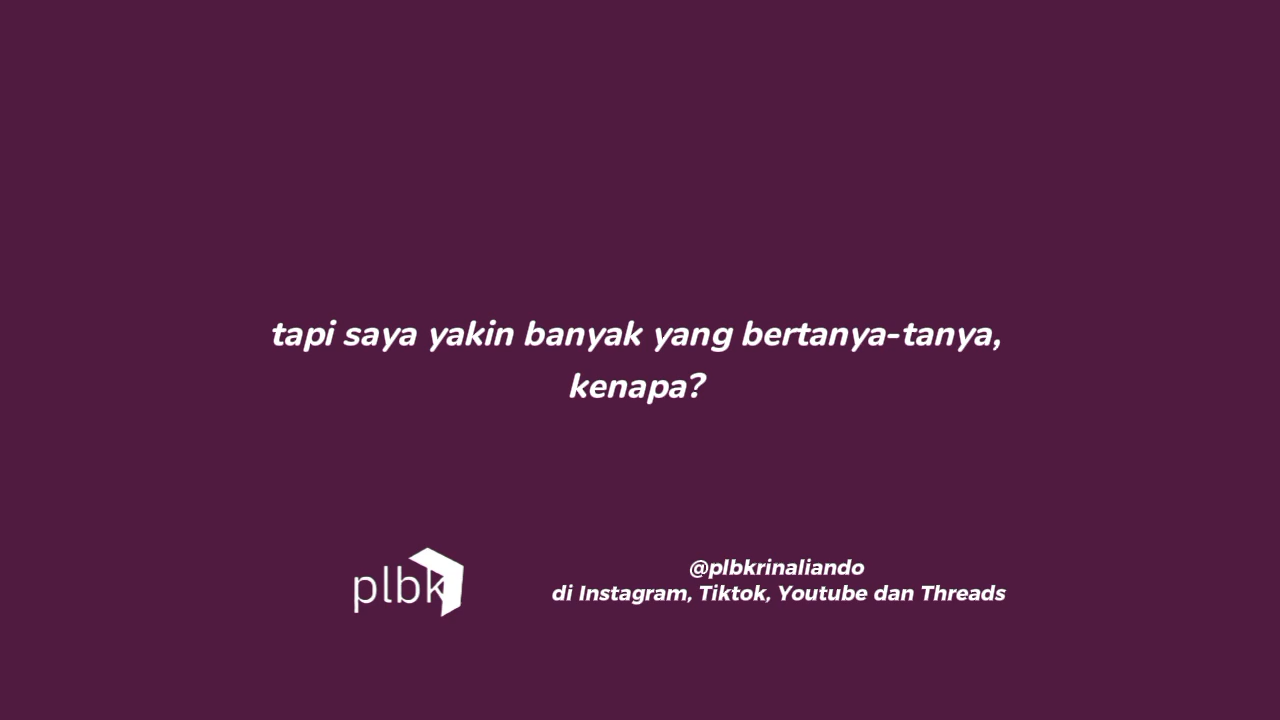 tapi saya yakin banyak yang bertanya-tanya,
kenapa?
plbk
@plbkrinaliando
di Instagram, Tiktok, Youtube dan Threads